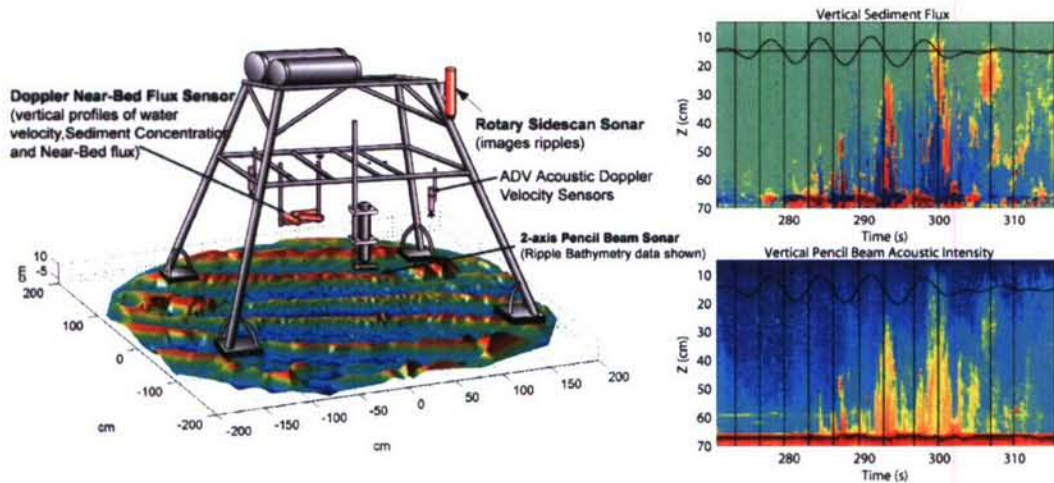 Doppler Near-Bed Flux Sensor
(vertical profiles of water
velocity,Sediment Concentration
and Near-Bed flux)
Rotary Sidescan Sonar
(images ripples)
ADV Acoustic Doppler
Velocity Sensors
2-axis Pencil Beam Sonar
(Ripple Bathymetry data shown)
cm
10
-5
200
100
0
-100
-200
cm
-200
-150
-100
-50
0
50
100
150
200
cm
Vertical Sediment Flux
Z (cm)
10
20
30
40
50
60
70
280
290
300
310
Time (s)
Vertical Pencil Beam Acoustic Intensity
Z (cm)
10
20
30
40
50
60
70
280
290
300
310
Time (s)